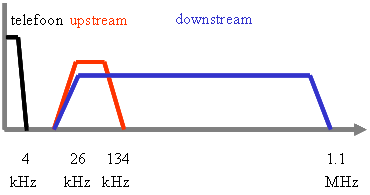 telefoon upstream downstream
4 26 134 1.1
kHz kHz kHz MHz